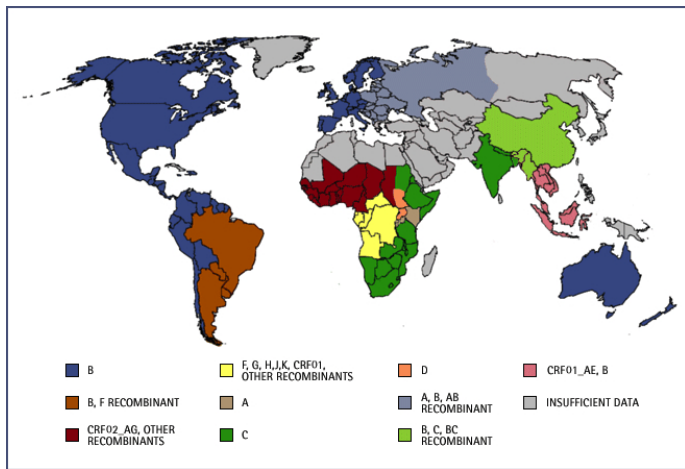 B
F, G, H,J,K, CRF01,
OTHER RECOMBINANTS
D
CRF01_AE, B
B, F RECOMBINANT
A
A, B, AB
RECOMBINANT
INSUFFICIENT DATA
CRF02_AG, OTHER
RECOMBINANTS
C
B, C, BC
RECOMBINANT